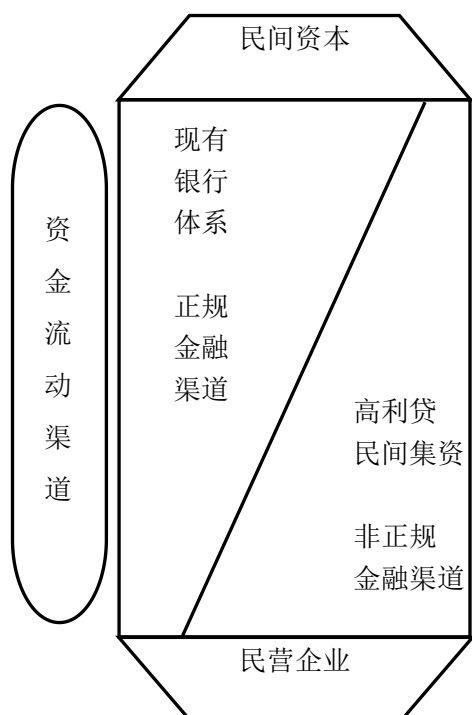 民间资本
资金流动渠道
现有
银行
体系
正规
金融
渠道
高利贷
民间集资
非正规
金融渠道
民营企业